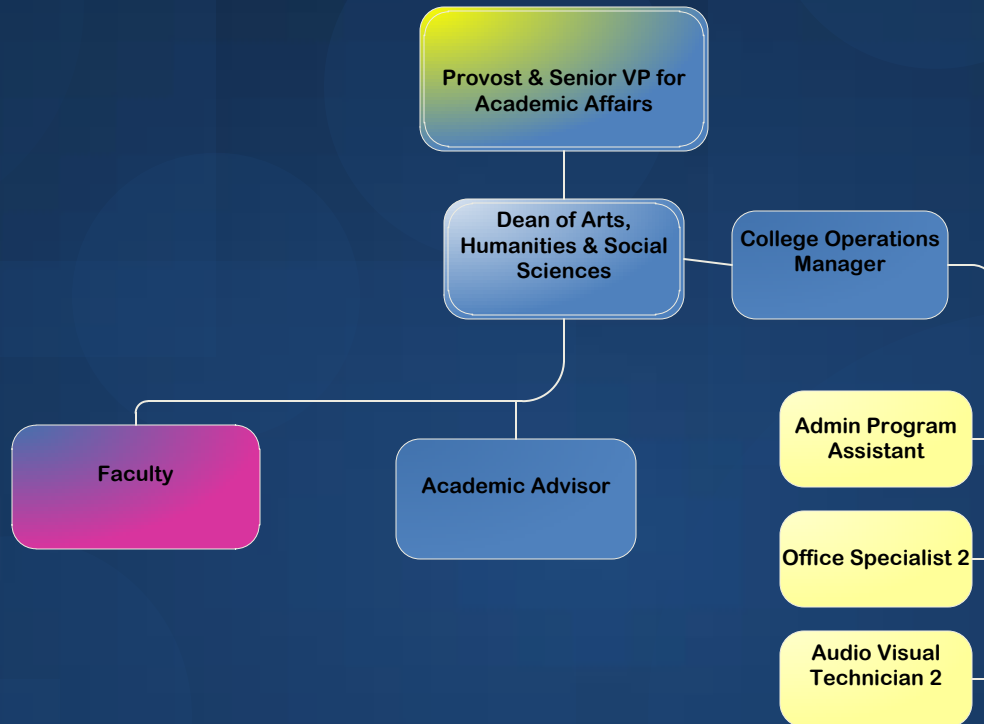 Provost & Senior VP for
Academic Affairs
Dean of Arts,
Humanities & Social
Sciences
College Operations
Manager
Faculty
Academic Advisor
Admin Program
Assistant
Office Specialist 2
Audio Visual
Technician 2